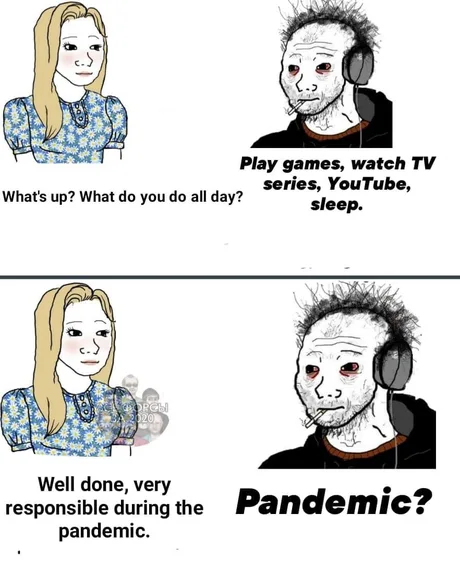 Play games, watch TV
series, YouTube,
sleep.
What's up? What do you do all day?
Well done, very
responsible during the
pandemic.
Pandemic?